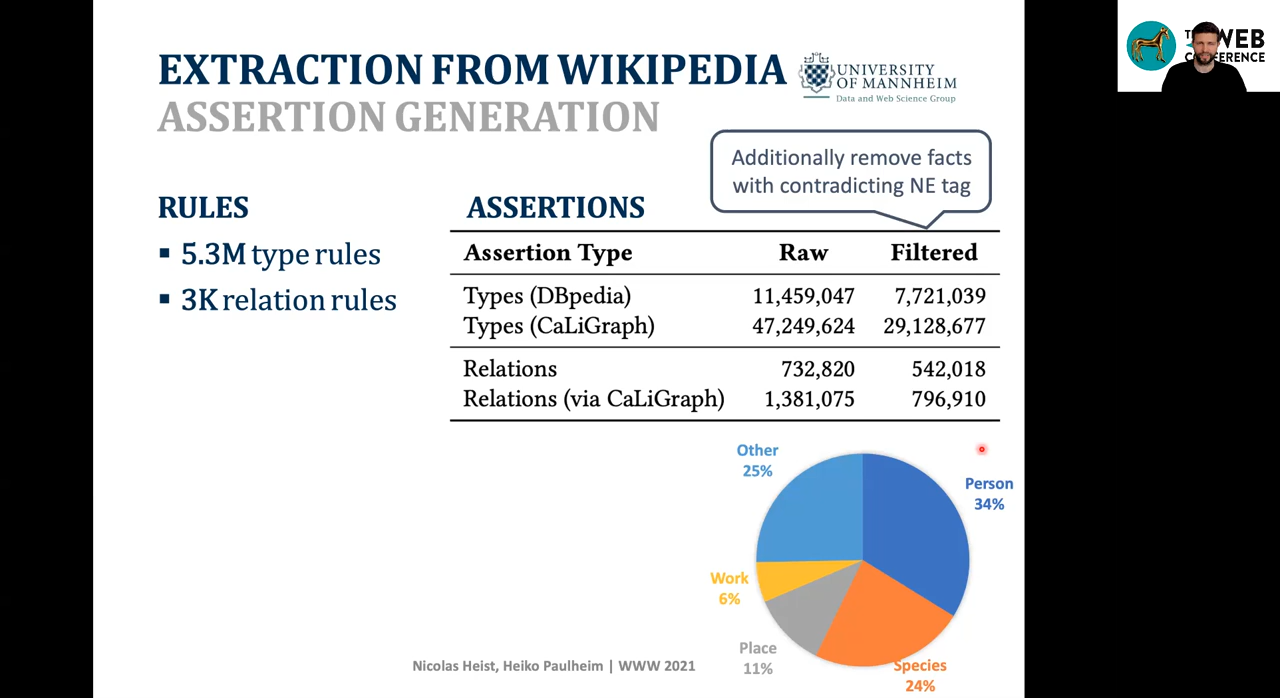 EXTRACTION FROM WIKIPEDIA
ASSERTION GENERATION
UNIVERSITY
OF MANNHEIM
Data and Web Science Group
WEB
Additionally remove facts
with contradicting NE tag
RULES
▪ 5.3M type rules
▪ 3K relation rules
ASSERTIONS
Assertion Type Raw Filtered
Types (DBpedia) 11,459,047 7,721,039
Types (CaLiGraph) 47,249,624 29,128,677
Relations 732,820 542,018
Relations (via CaLiGraph) 1,381,075 796,910
Other
25%
Person
34%
Work
6%
Place
11%
Species
24%
Nicolas Heist, Heiko Paulheim | WWW 2021